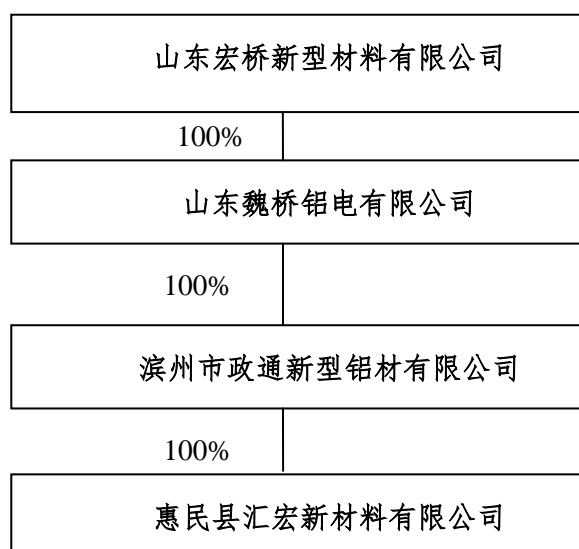 山东宏桥新型材料有限公司
100%
山东魏桥铝电有限公司
100%
滨州市政通新型铝材有限公司
100%
惠民县汇宏新材料有限公司